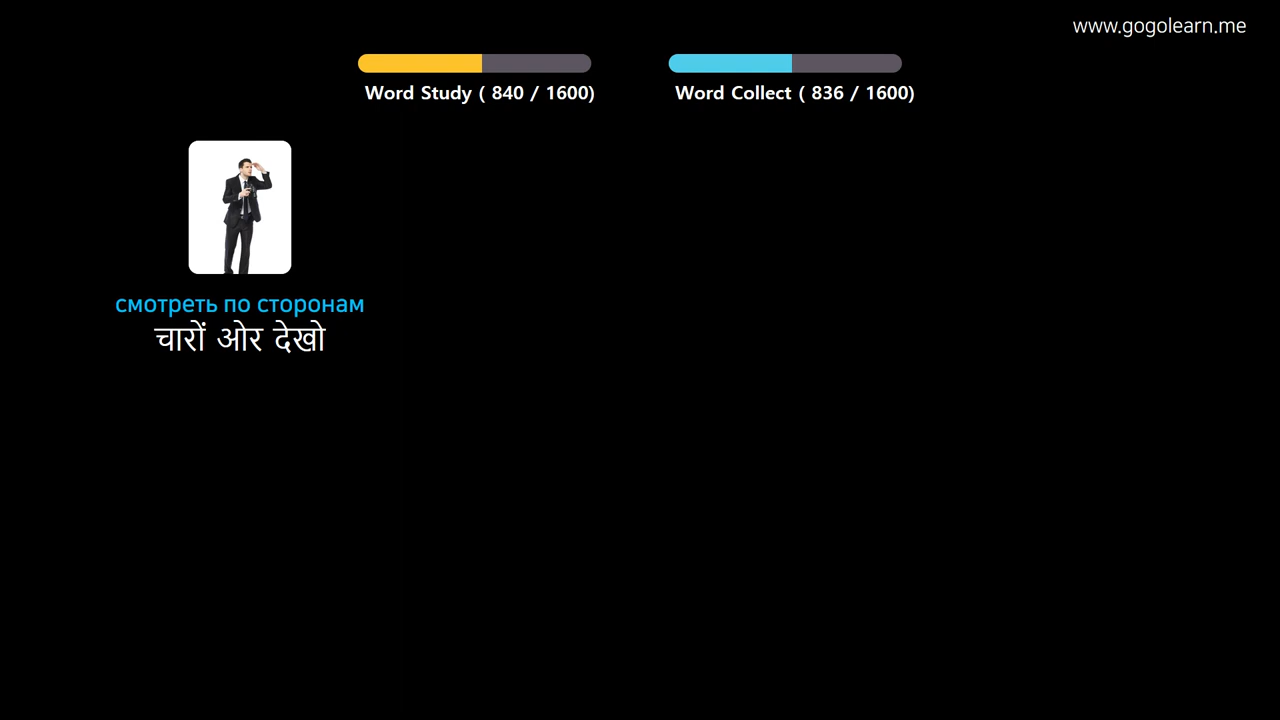 www.gogolearn.me
Word Study ( 840 / 1600)
Word Collect ( 836 / 1600)
смотреть по сторонам
चारों ओर देखो